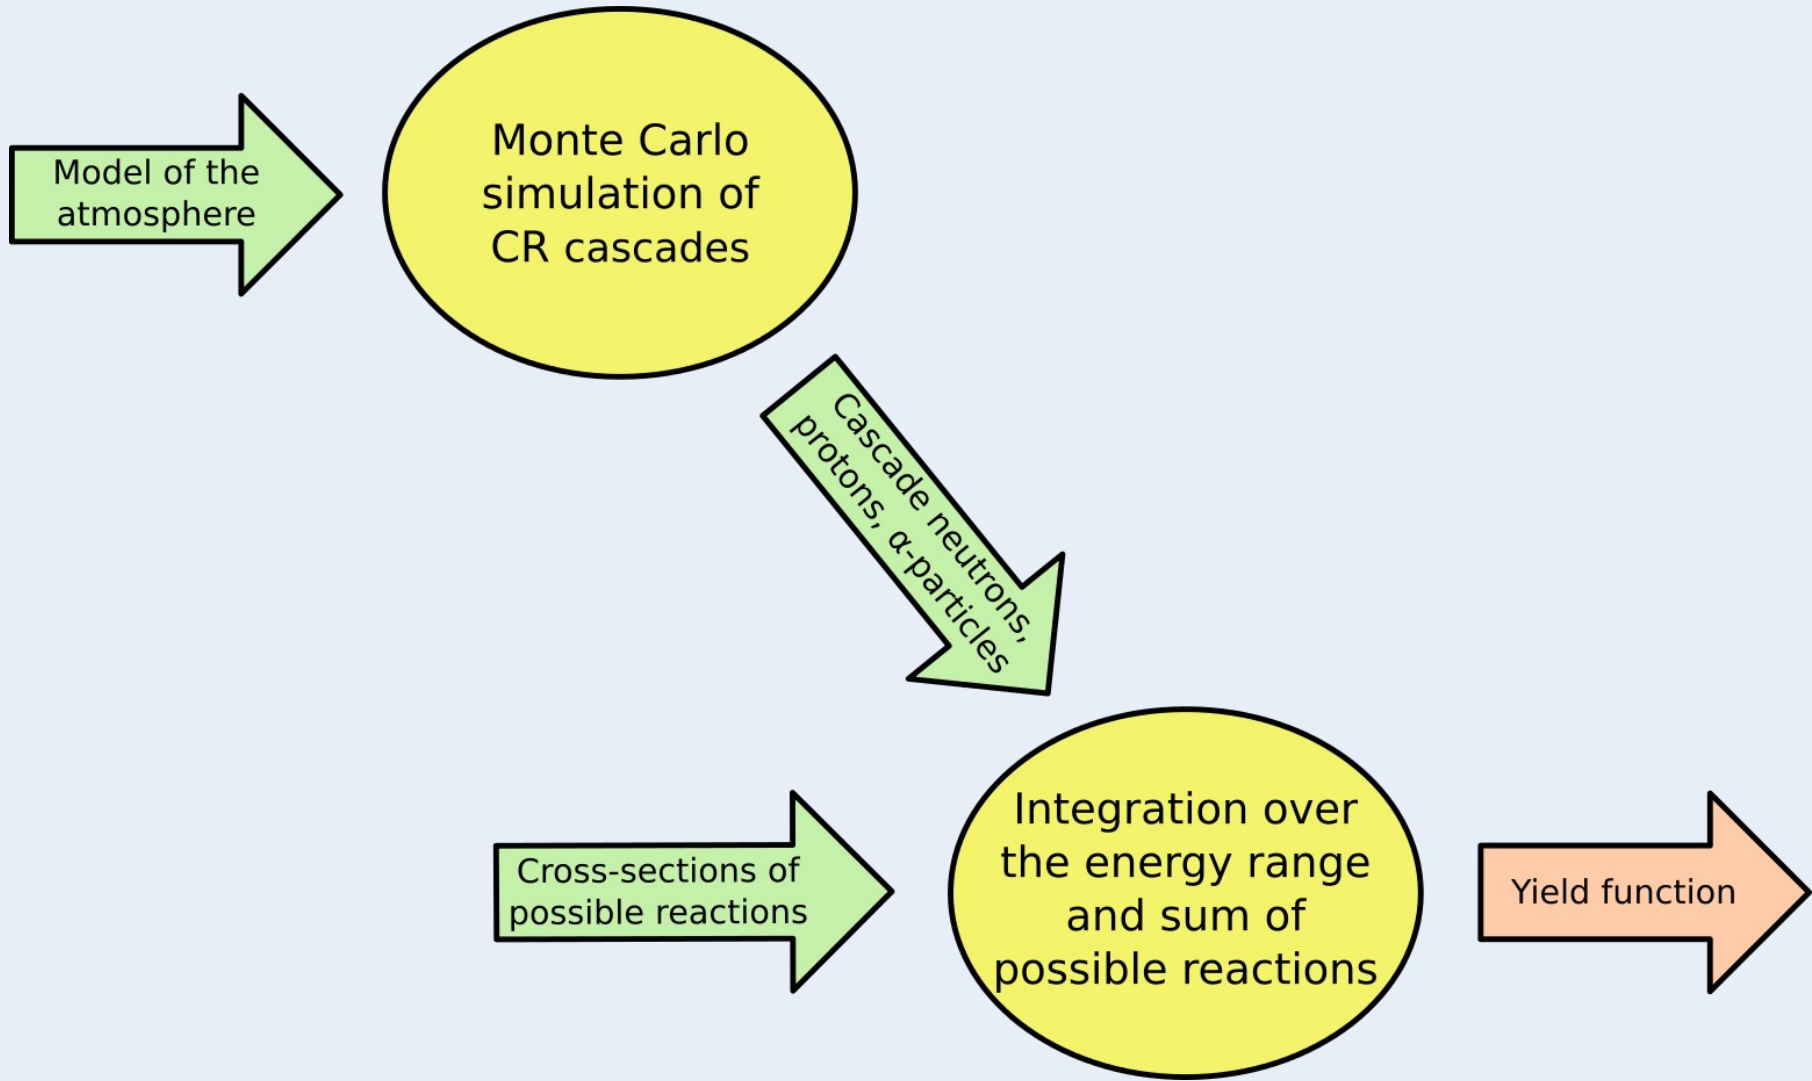 Model of the
atmosphere
Monte Carlo
simulation of
CR cascades
Cascade neutrons,
protons, α-particles
Cross-sections of
possible reactions
Integration over
the energy range
and sum of
possible reactions
Yield function